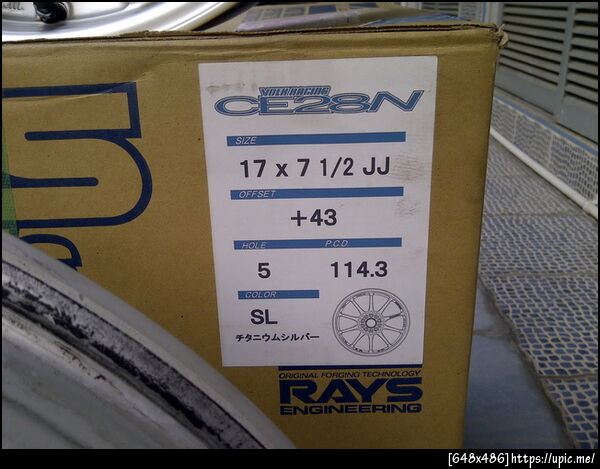 VOLK RACING
CE28N
SIZE
17 x 7 1/2 JJ
OFFSET
+43
HOLE P.C.D.
5 114.3
COLOR
SL
チタニウムシルバー
ORIGINAL FORGING TECHNOLOGY
RAYS
ENGINEERING
[648x486]https://upic.me/